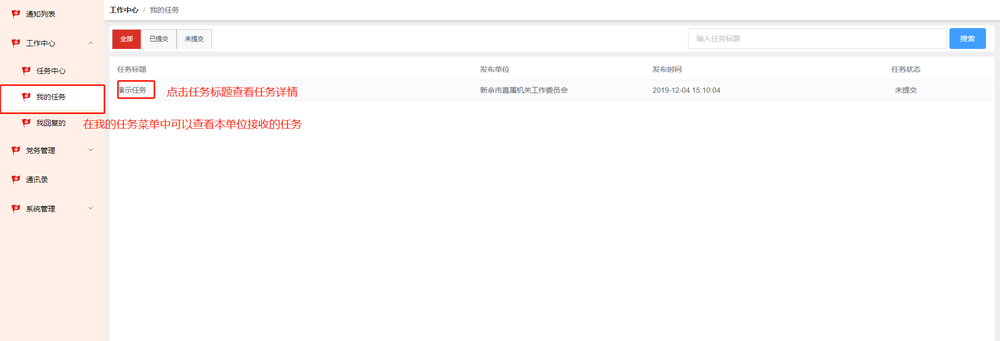 通知列表
工作中心
任务中心
我的任务
我回复的
党务管理
通讯录
系统管理
工作中心 / 我的任务
全部 已提交 未提交
输入任务标题 搜索
任务标题 发布单位 发布时间 任务状态
演示任务 新余市直属机关工作委员会 2019-12-04 15:10:04 未提交
点击任务标题查看任务详情
在我的任务菜单中可以查看本单位接收的任务